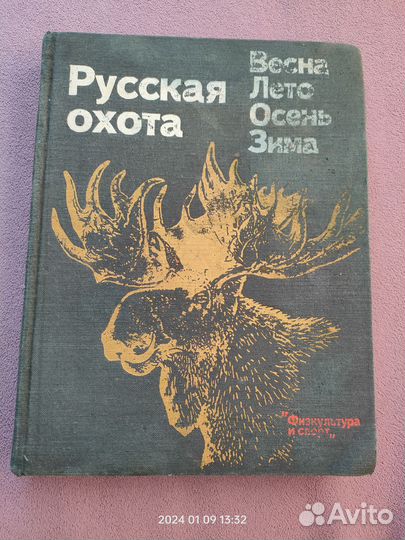 Русская
охота
Весна
Лето
Осень
Зима
"Физкультура
и спорт"
2024 01 09 13:32
Avito